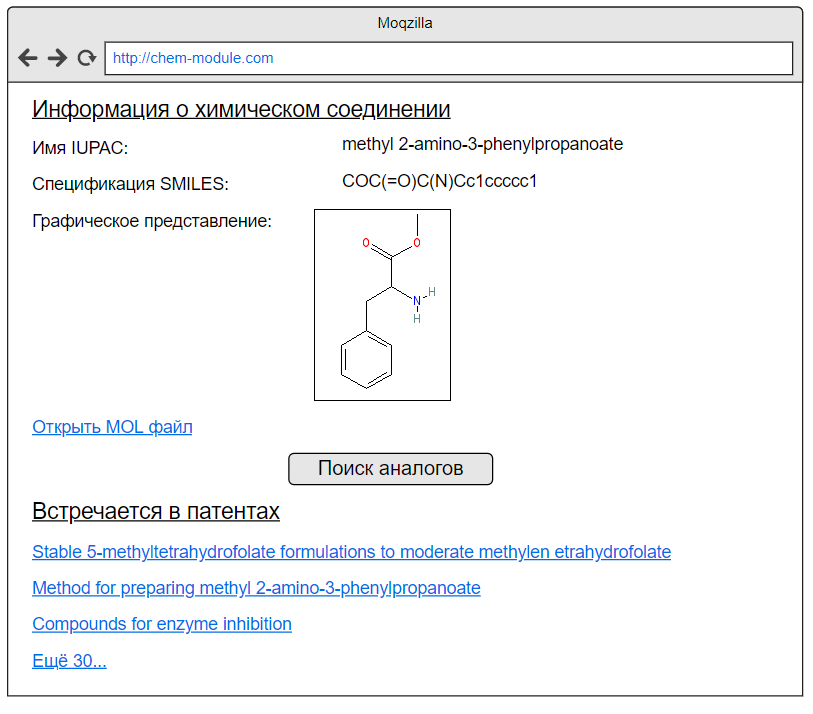 Moqzilla
http://chem-module.com
Информация о химическом соединении
Имя IUPAC: methyl 2-amino-3-phenylpropanoate
Спецификация SMILES: COC(=O)C(N)Cc1ccccc1
Графическое представление:
O O
N H
H
Открыть MOL файл
Поиск аналогов
Встречается в патентах
Stable 5-methyltetrahydrofolate formulations to moderate methylen etrahydrofolate
Method for preparing methyl 2-amino-3-phenylpropanoate
Compounds for enzyme inhibition
Ещё 30...